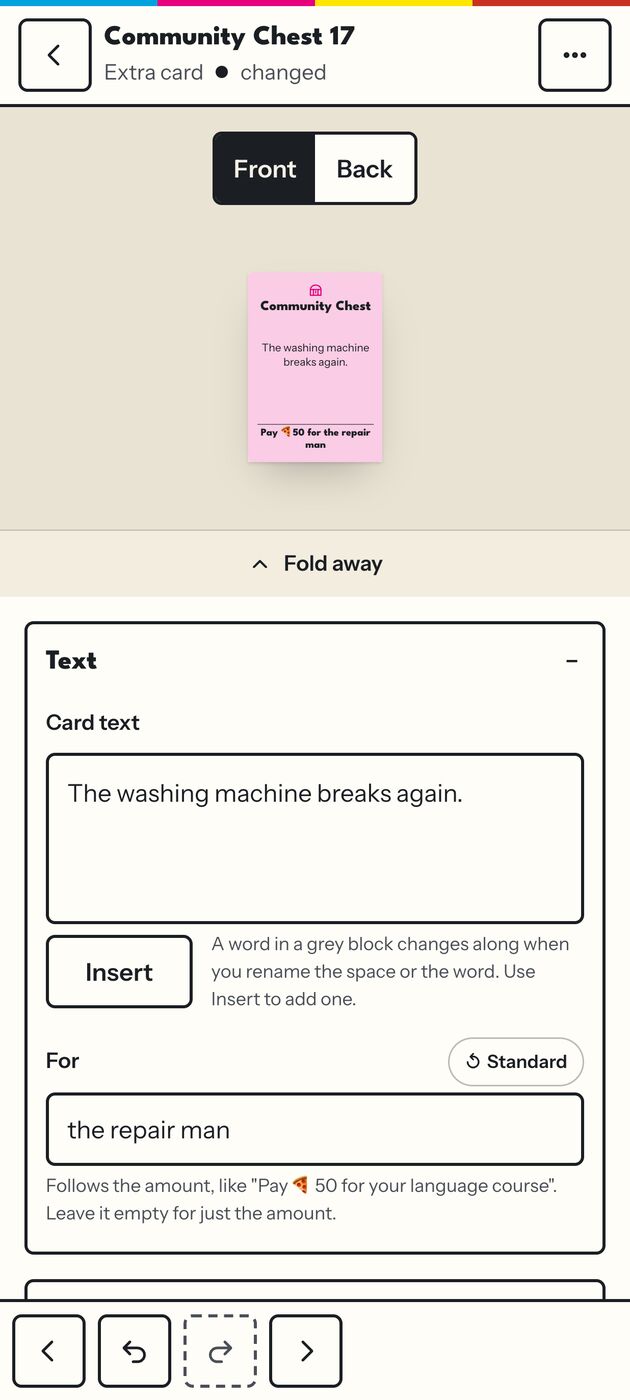 Community Chest 17
Extra card ● changed
Front
Back
Community Chest
The washing machine
breaks again.
Pay 🍕50 for the repair
man
Fold away
Text
Card text
The washing machine breaks again.
Insert
A word in a grey block changes along when
you rename the space or the word. Use
Insert to add one.
For
Standard
the repair man
Follows the amount, like "Pay 🍕 50 for your language course".
Leave it empty for just the amount.